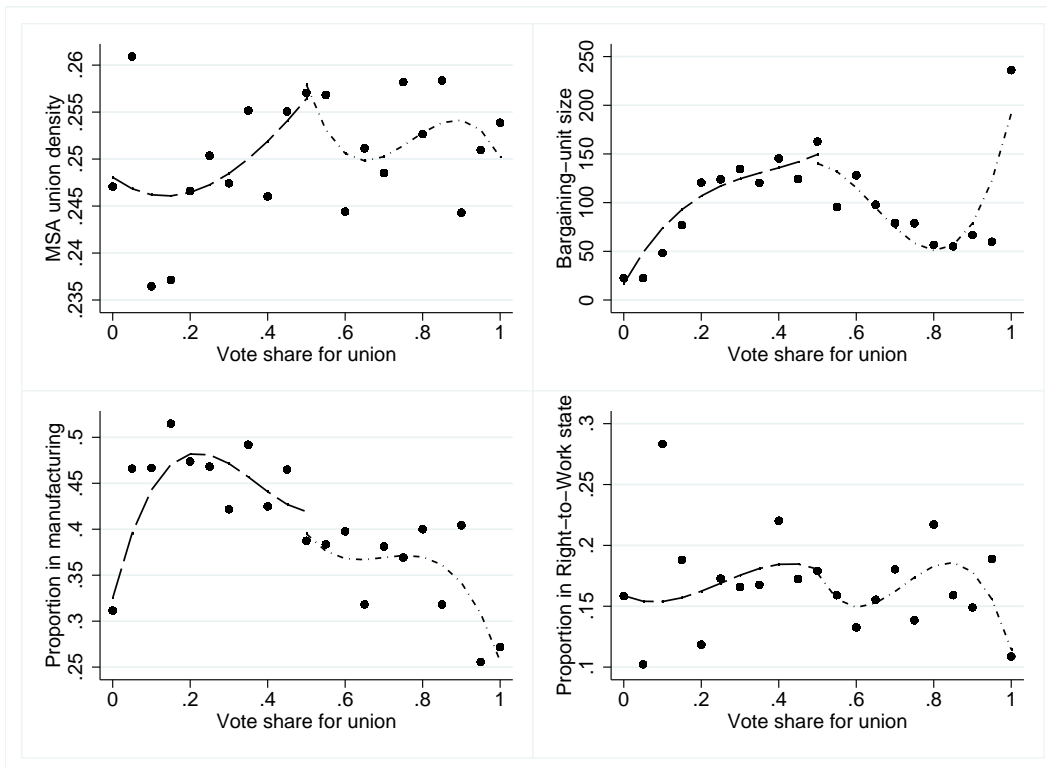 MSA union density
.235 .24 .245 .25 .255 .26
0 .2 .4 .6 .8 1
Vote share for union
Bargaining−unit size
0 50 100 150 200 250
0 .2 .4 .6 .8 1
Vote share for union
Proportion in manufacturing
.25 .3 .35 .4 .45 .5
0 .2 .4 .6 .8 1
Vote share for union
Proportion in Right−to−Work state
.1 .15 .2 .25 .3
0 .2 .4 .6 .8 1
Vote share for union